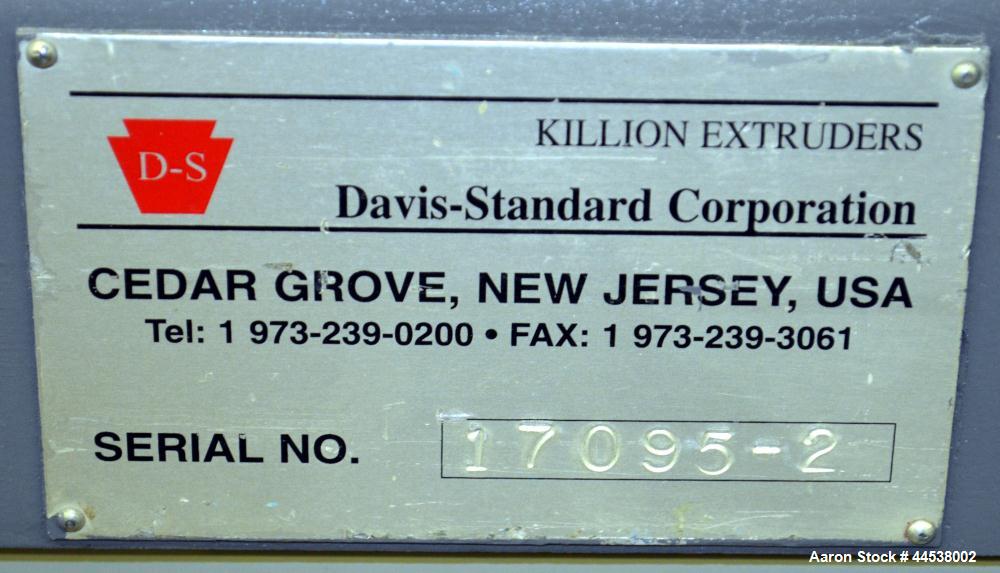 KILLION EXTRUDERS
D-S
Davis-Standard Corporation
CEDAR GROVE, NEW JERSEY, USA
Tel: 1 973-239-0200 • FAX: 1 973-239-3061
SERIAL NO. 17095-2
Aaron Stock # 44538002